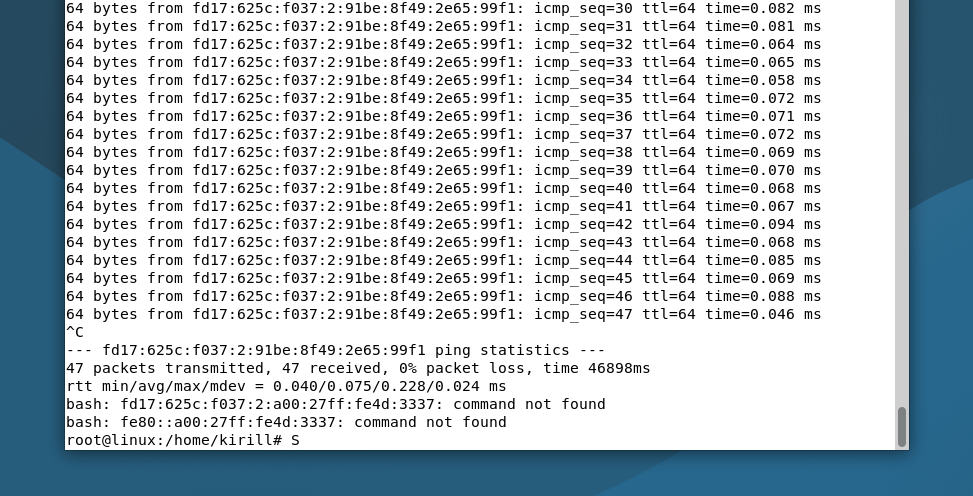 64 bytes from fd17:625c:f037:2:91be:8f49:2e65:99f1: icmp_seq=30 ttl=64 time=0.082 ms
64 bytes from fd17:625c:f037:2:91be:8f49:2e65:99f1: icmp_seq=31 ttl=64 time=0.081 ms
64 bytes from fd17:625c:f037:2:91be:8f49:2e65:99f1: icmp_seq=32 ttl=64 time=0.064 ms
64 bytes from fd17:625c:f037:2:91be:8f49:2e65:99f1: icmp_seq=33 ttl=64 time=0.065 ms
64 bytes from fd17:625c:f037:2:91be:8f49:2e65:99f1: icmp_seq=34 ttl=64 time=0.058 ms
64 bytes from fd17:625c:f037:2:91be:8f49:2e65:99f1: icmp_seq=35 ttl=64 time=0.072 ms
64 bytes from fd17:625c:f037:2:91be:8f49:2e65:99f1: icmp_seq=36 ttl=64 time=0.071 ms
64 bytes from fd17:625c:f037:2:91be:8f49:2e65:99f1: icmp_seq=37 ttl=64 time=0.072 ms
64 bytes from fd17:625c:f037:2:91be:8f49:2e65:99f1: icmp_seq=38 ttl=64 time=0.069 ms
64 bytes from fd17:625c:f037:2:91be:8f49:2e65:99f1: icmp_seq=39 ttl=64 time=0.070 ms
64 bytes from fd17:625c:f037:2:91be:8f49:2e65:99f1: icmp_seq=40 ttl=64 time=0.068 ms
64 bytes from fd17:625c:f037:2:91be:8f49:2e65:99f1: icmp_seq=41 ttl=64 time=0.067 ms
64 bytes from fd17:625c:f037:2:91be:8f49:2e65:99f1: icmp_seq=42 ttl=64 time=0.094 ms
64 bytes from fd17:625c:f037:2:91be:8f49:2e65:99f1: icmp_seq=43 ttl=64 time=0.068 ms
64 bytes from fd17:625c:f037:2:91be:8f49:2e65:99f1: icmp_seq=44 ttl=64 time=0.085 ms
64 bytes from fd17:625c:f037:2:91be:8f49:2e65:99f1: icmp_seq=45 ttl=64 time=0.069 ms
64 bytes from fd17:625c:f037:2:91be:8f49:2e65:99f1: icmp_seq=46 ttl=64 time=0.088 ms
64 bytes from fd17:625c:f037:2:91be:8f49:2e65:99f1: icmp_seq=47 ttl=64 time=0.046 ms
^C
--- fd17:625c:f037:2:91be:8f49:2e65:99f1 ping statistics ---
47 packets transmitted, 47 received, 0% packet loss, time 46898ms
rtt min/avg/max/mdev = 0.040/0.075/0.228/0.024 ms
bash: fd17:625c:f037:2:a00:27ff:fe4d:3337: command not found
bash: fe80::a00:27ff:fe4d:3337: command not found
root@linux:/home/kirill# S